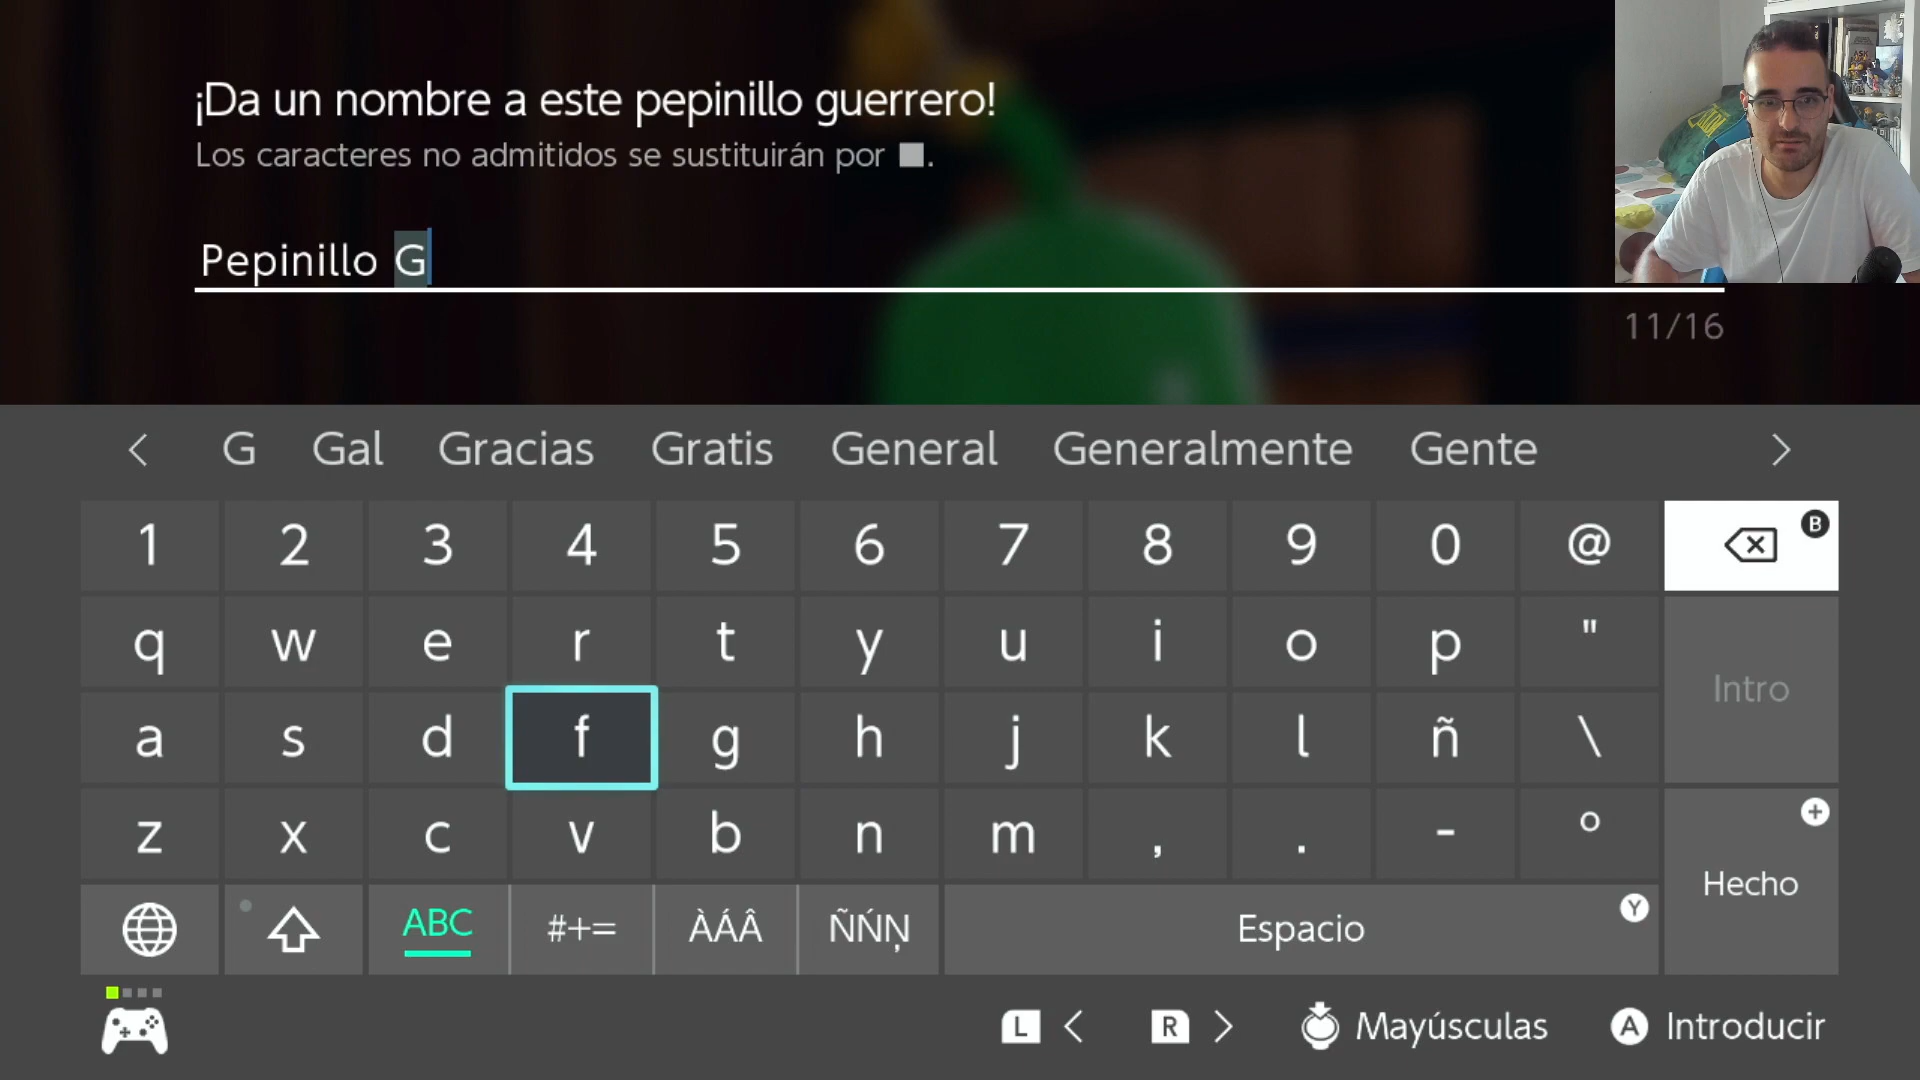 ¡Da un nombre a este pepinillo guerrero!
Los caracteres no admitidos se sustituirán por ■.
Pepinillo G
11/16
< G Gal Gracias Gratis General Generalmente Gente >
1 2 3 4 5 6 7 8 9 0 @ B
q w e r t y u i o p "
Intro
a s d f g h j k l ñ \
z x c v b n m , . - º +
Hecho
ABC #+= ÀÁÂ ÑŃŅ Espacio Y
L < R > Mayúsculas A Introducir